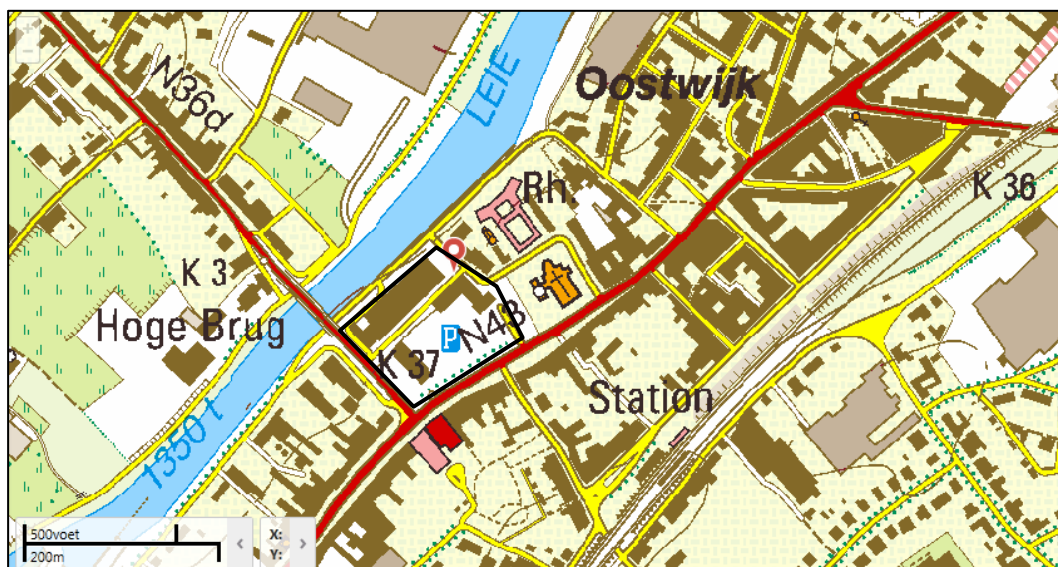 N36d
LEIE
Oostwijk
K 36
Rh.
K 3
Hoge Brug
P
N43
K 37
Station
1350 t
500voet
200m
X:
Y: